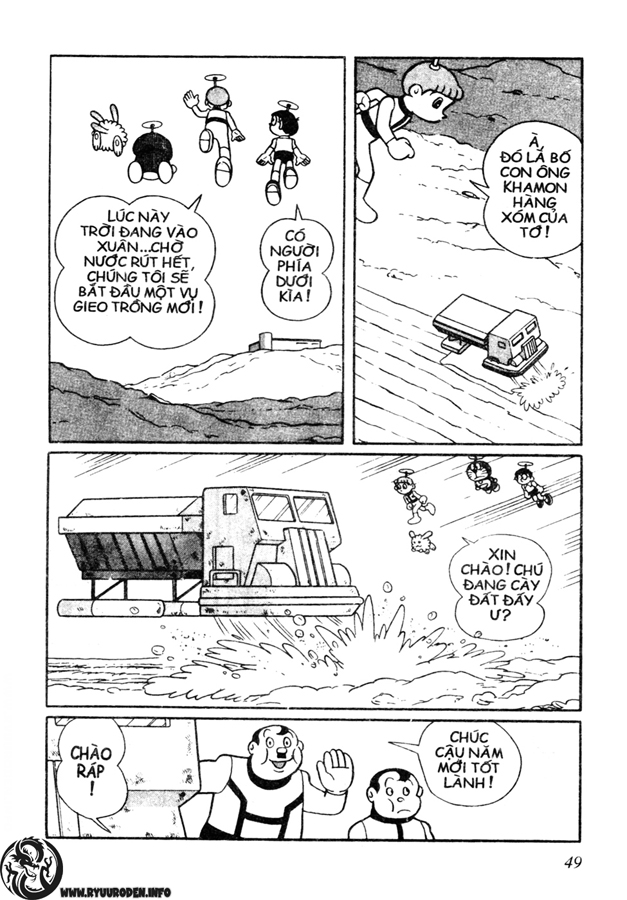 LÚC NÀY
TRỜI ĐANG VÀO
XUÂN...CHỜ
NƯỚC RÚT HẾT,
CHÚNG TÔI SẼ
BẮT ĐẦU MỘT VỤ
GIEO TRỒNG MỚI!
CÓ
NGƯỜI
PHÍA
DƯỚI
KÌA!
À,
ĐÓ LÀ BỐ
CON ÔNG
KHAMON
HÀNG
XÓM CỦA
TỚ!
XIN
CHÀO! CHÚ
ĐANG CÀY
ĐẤT ĐẤY
Ư?
CHÀO
RÁP
!
CHÚC
CẬU NĂM
MỚI TỐT
LÀNH!
49
WWW.RYUURODEN.INFO